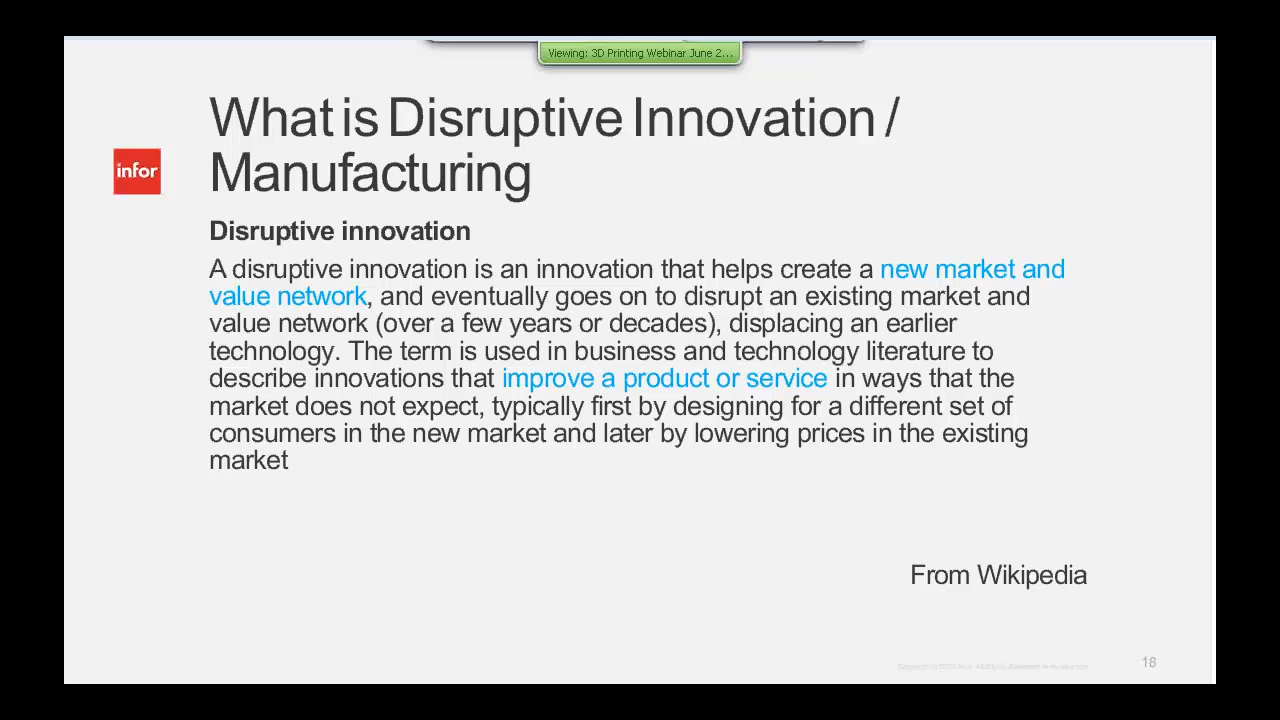 Viewing: 3D Printing Webinar June 2...
What is Disruptive Innovation /
Manufacturing
infor
Disruptive innovation
A disruptive innovation is an innovation that helps create a new market and
value network, and eventually goes on to disrupt an existing market and
value network (over a few years or decades), displacing an earlier
technology. The term is used in business and technology literature to
describe innovations that improve a product or service in ways that the
market does not expect, typically first by designing for a different set of
consumers in the new market and later by lowering prices in the existing
market
From Wikipedia
18